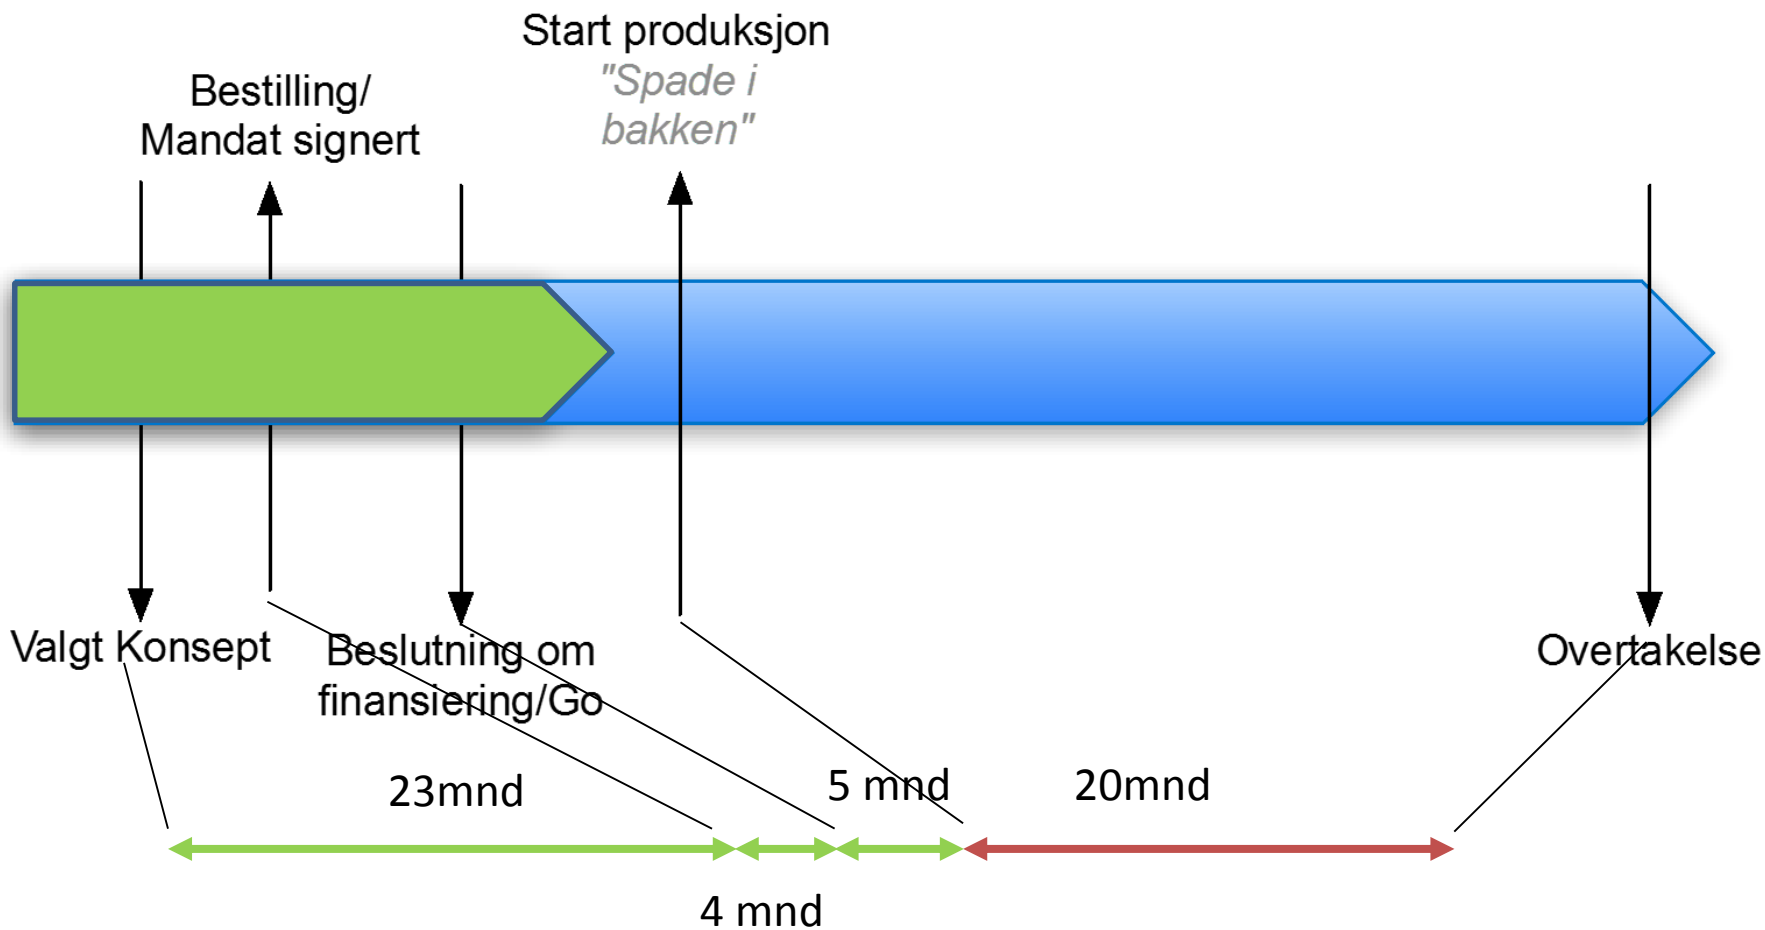 Start produksjon
"Spade i
bakken"
Bestilling/
Mandat signert
Valgt Konsept
Beslutning om
finansiering/Go
Overtakelse
23mnd
5 mnd
20mnd
4 mnd